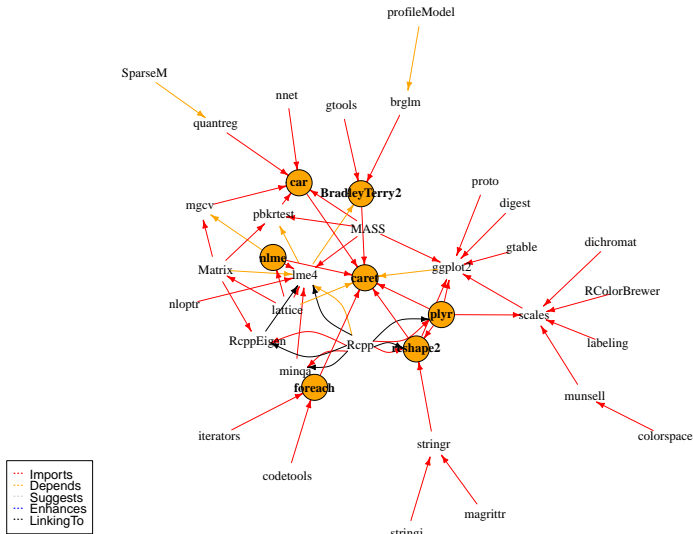 profileModel
SparseM
nnet
gtools
brglm
quantreg
car
BradleyTerry2
proto
mgcv
pbkrtest
digest
MASS
gtable
dichromat
nlme
Matrix
lme4
caret
ggplot2
RColorBrewer
nloptr
lattice
plyr
scales
RcppEigen
Rcpp
reshape2
labeling
minqa
foreach
munsell
iterators
stringr
colorspace
codetools
magrittr
stringi
Imports
Depends
Suggests
Enhances
LinkingTo